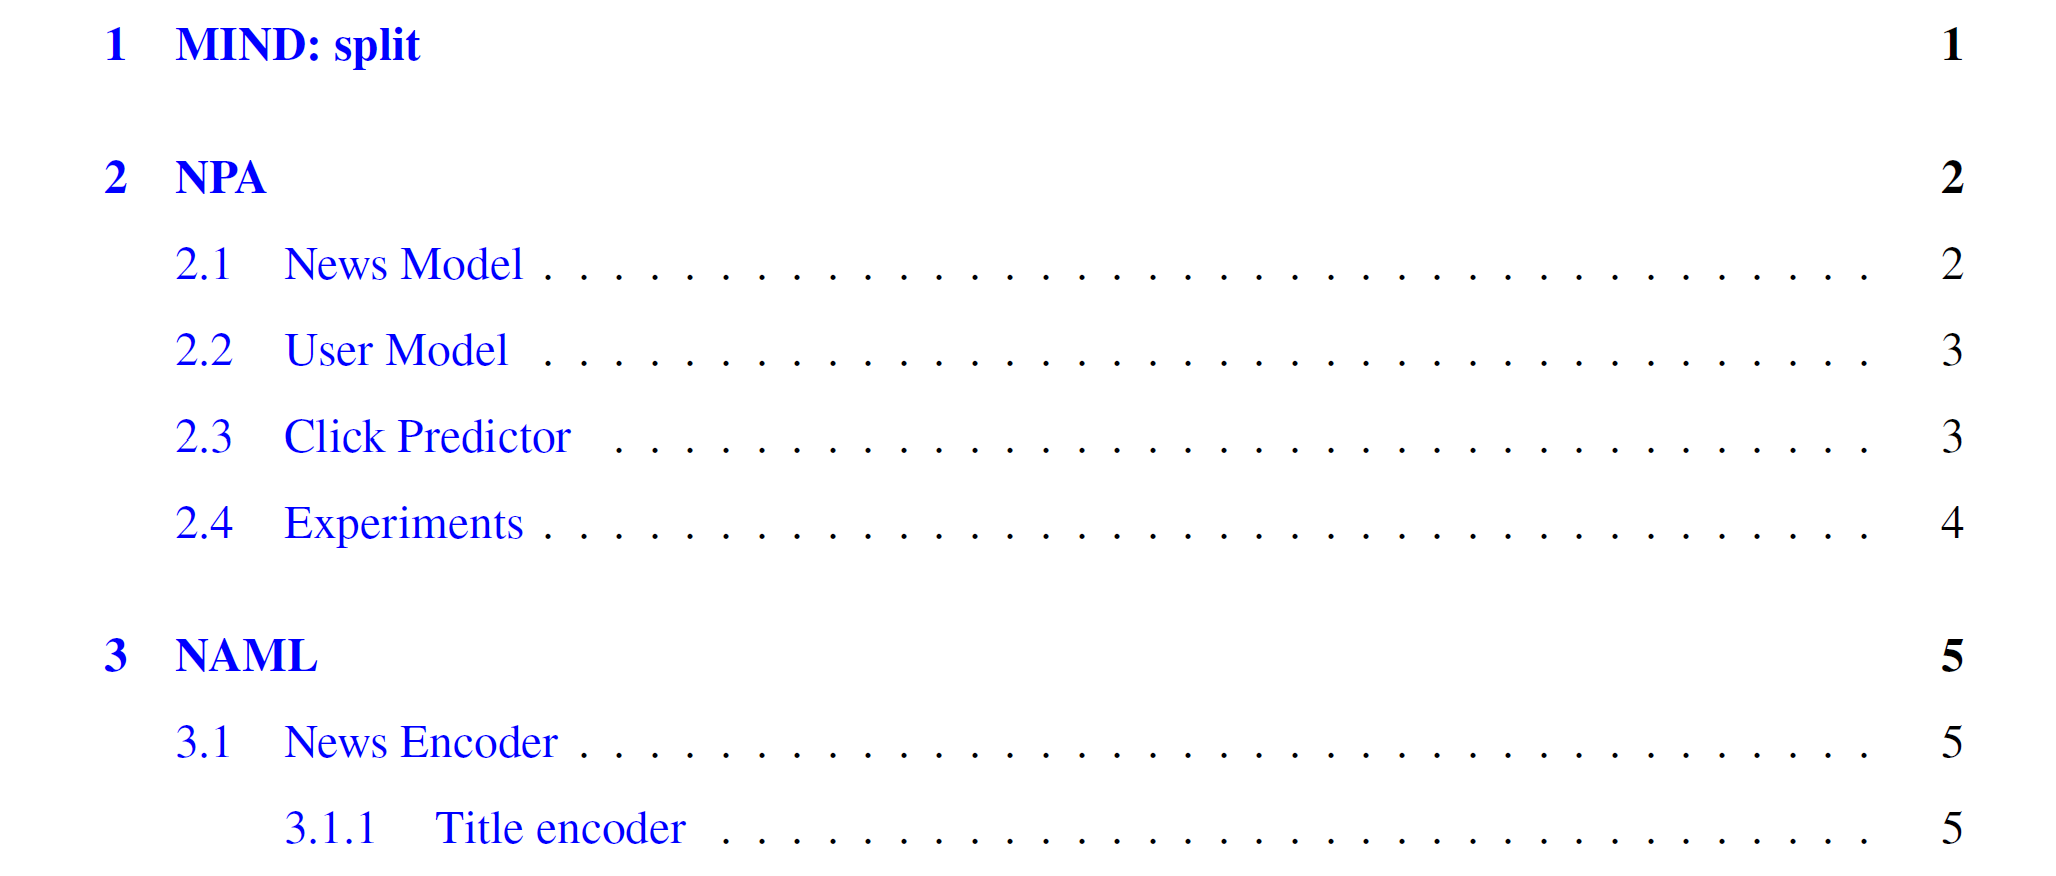 1 MIND: split 1
2 NPA 2
2.1 News Model . . . . . . . . . . . . . . . . . . . . . . . . . . . . . . . . . . . . . . 2
2.2 User Model . . . . . . . . . . . . . . . . . . . . . . . . . . . . . . . . . . . . . . 3
2.3 Click Predictor . . . . . . . . . . . . . . . . . . . . . . . . . . . . . . . . . . . . 3
2.4 Experiments . . . . . . . . . . . . . . . . . . . . . . . . . . . . . . . . . . . . . . 4
3 NAML 5
3.1 News Encoder . . . . . . . . . . . . . . . . . . . . . . . . . . . . . . . . . . . . . 5
3.1.1 Title encoder . . . . . . . . . . . . . . . . . . . . . . . . . . . . . . . . . 5